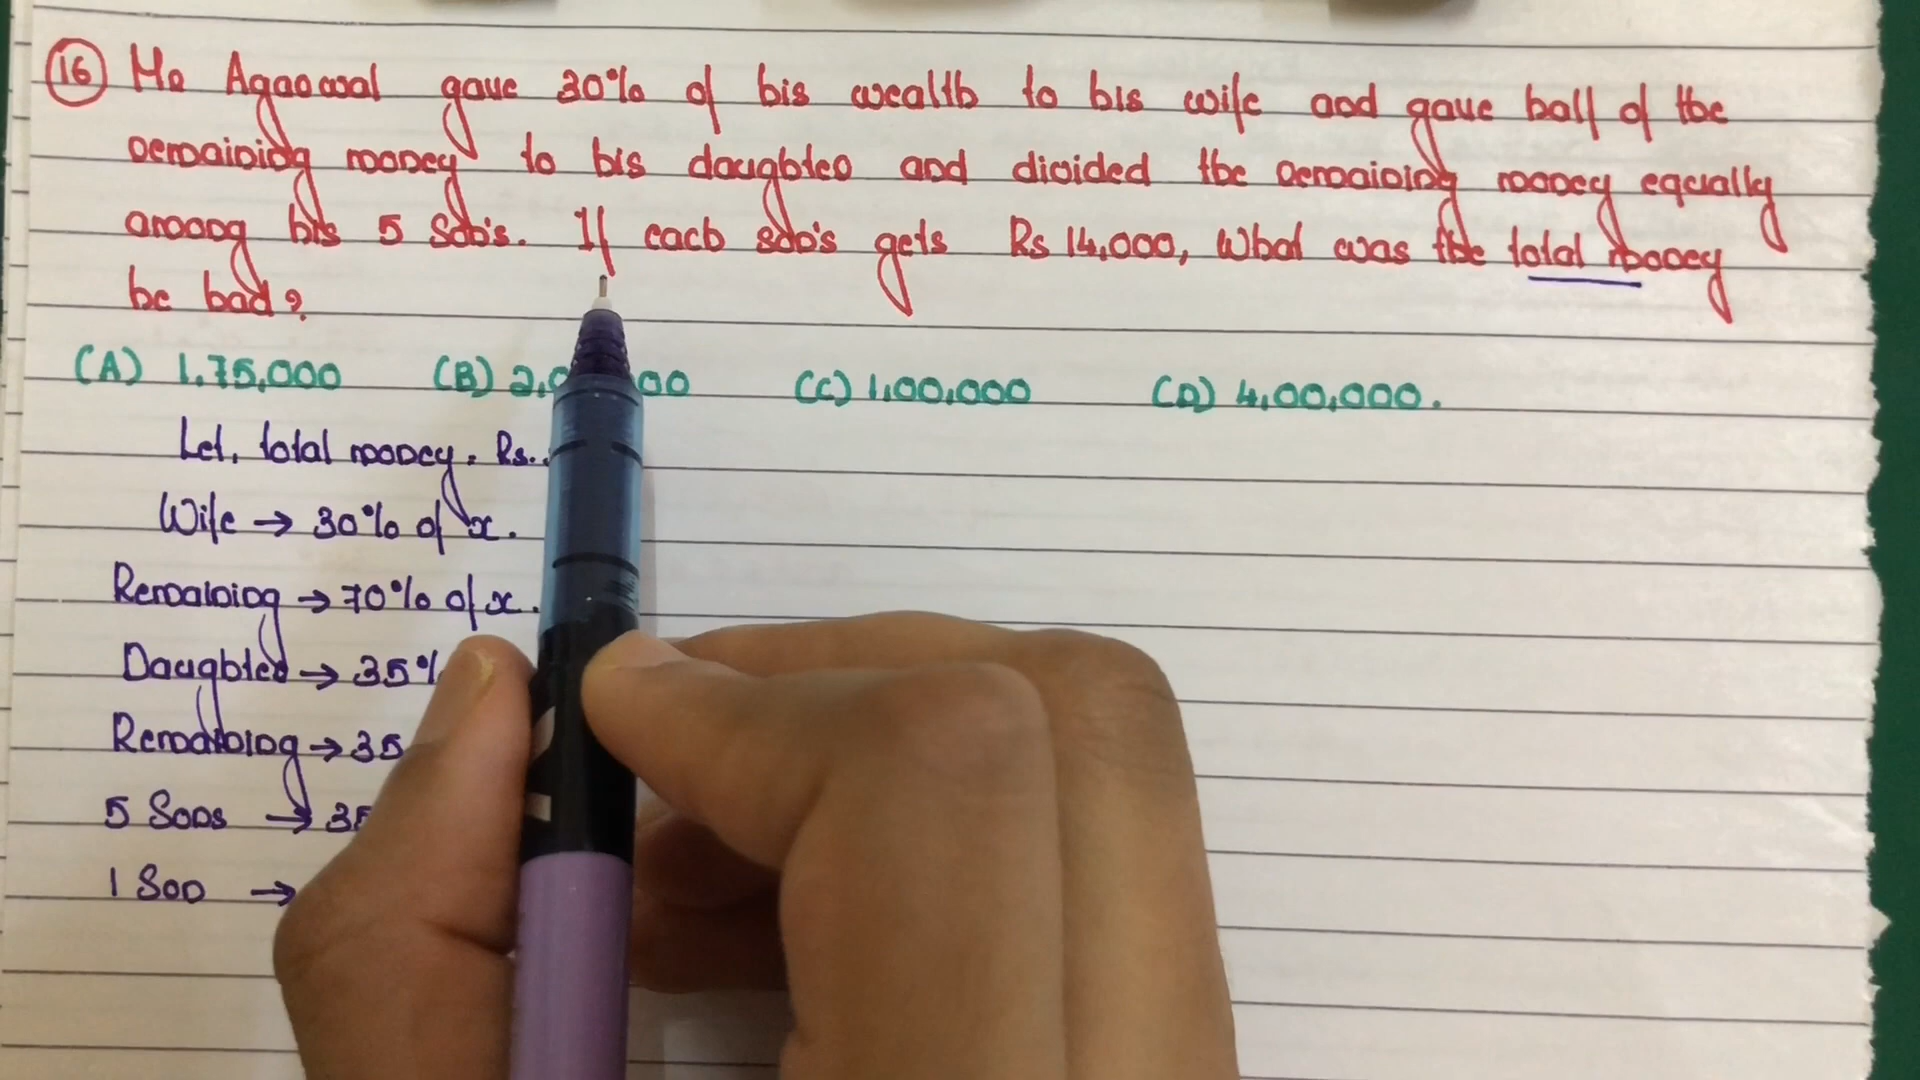 16 Mr Agarwal gave 30% of his wealth to his wife and gave half of the
remaining money to his daughter and divided the remaining money equally
among his 5 Son's. If each son's gets Rs 14,000, What was the total money
he had?
(A) 1,75,000 (B) (C) 1,00,000 (D) 4,00,000.
Let, total money = Rs.
Wife → 30% of x.
Remaining → 70% of x.
Daughter → 35%
Remaining → 35
5 Sons →
1 Son →